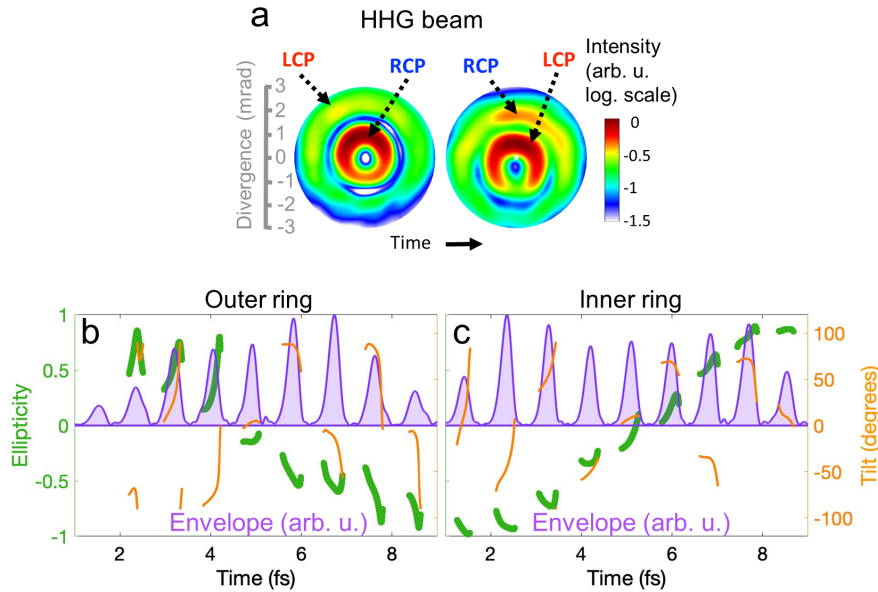 a
HHG beam
LCP
RCP
RCP
LCP
Intensity
(arb. u.
log. scale)
Divergence (mrad)
3
2
1
0
-1
-2
-3
0
-0.5
-1
-1.5
Time
Outer ring
Inner ring
b
c
Ellipticity
1
0.5
0
-0.5
-1
100
50
0
-50
-100
Tilt (degrees)
Envelope (arb. u.)
Envelope (arb. u.)
2
4
6
8
2
4
6
8
Time (fs)
Time (fs)